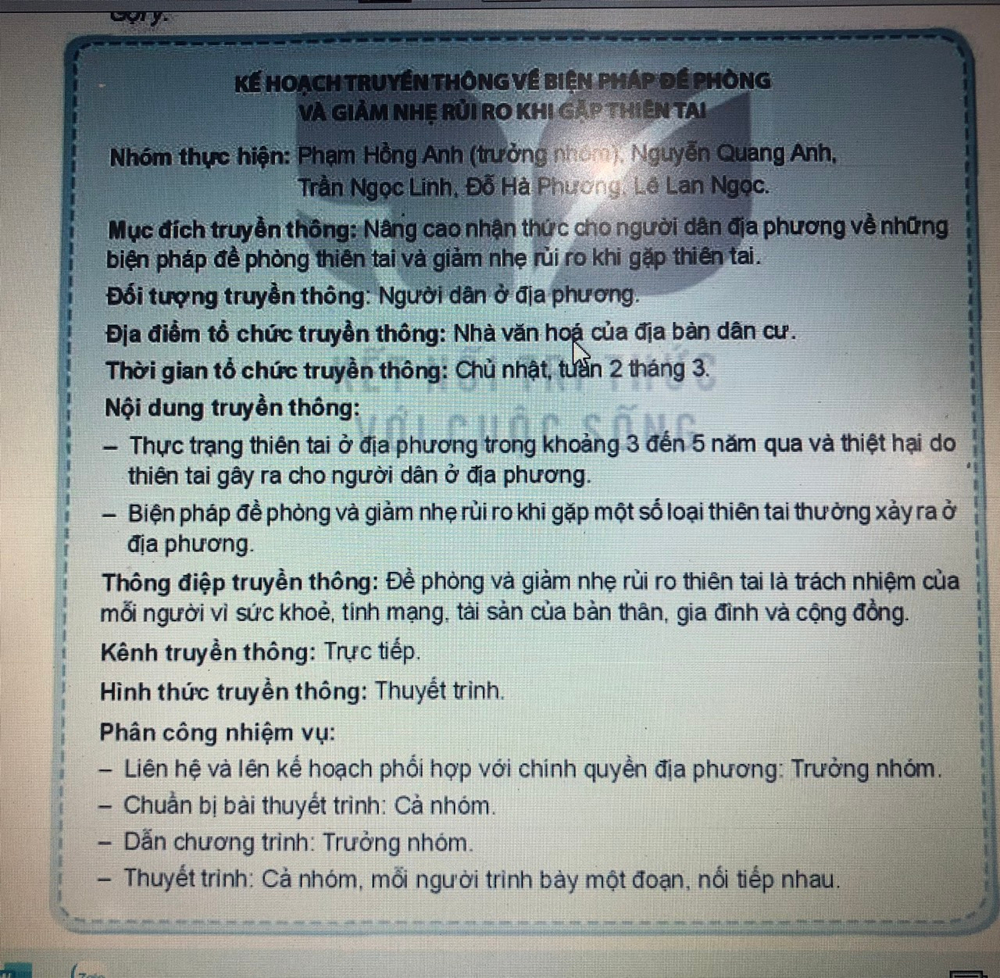 Gợi ý:
KẾ HOẠCH TRUYỀN THÔNG VỀ BIỆN PHÁP ĐỀ PHÒNG
VÀ GIẢM NHẸ RỦI RO KHI GẶP THIÊN TAI
Nhóm thực hiện: Phạm Hồng Anh (trưởng nhóm), Nguyễn Quang Anh,
Trần Ngọc Linh, Đỗ Hà Phương, Lê Lan Ngọc.
Mục đích truyền thông: Nâng cao nhận thức cho người dân địa phương về những
biện pháp đề phòng thiên tai và giảm nhẹ rủi ro khi gặp thiên tai.
Đối tượng truyền thông: Người dân ở địa phương.
Địa điểm tổ chức truyền thông: Nhà văn hoá của địa bàn dân cư.
Thời gian tổ chức truyền thông: Chủ nhật, tuần 2 tháng 3.
KẾT NỐI TRI THỨC
Nội dung truyền thông:
VỚI CUỘC SỐNG
– Thực trạng thiên tai ở địa phương trong khoảng 3 đến 5 năm qua và thiệt hại do
thiên tai gây ra cho người dân ở địa phương.
– Biện pháp đề phòng và giảm nhẹ rủi ro khi gặp một số loại thiên tai thường xảy ra ở
địa phương.
Thông điệp truyền thông: Đề phòng và giảm nhẹ rủi ro thiên tai là trách nhiệm của
mỗi người vì sức khoẻ, tính mạng, tài sản của bản thân, gia đình và cộng đồng.
Kênh truyền thông: Trực tiếp.
Hình thức truyền thông: Thuyết trình.
Phân công nhiệm vụ:
– Liên hệ và lên kế hoạch phối hợp với chính quyền địa phương: Trưởng nhóm.
– Chuẩn bị bài thuyết trình: Cả nhóm.
– Dẫn chương trình: Trưởng nhóm.
– Thuyết trình: Cả nhóm, mỗi người trình bày một đoạn, nối tiếp nhau.